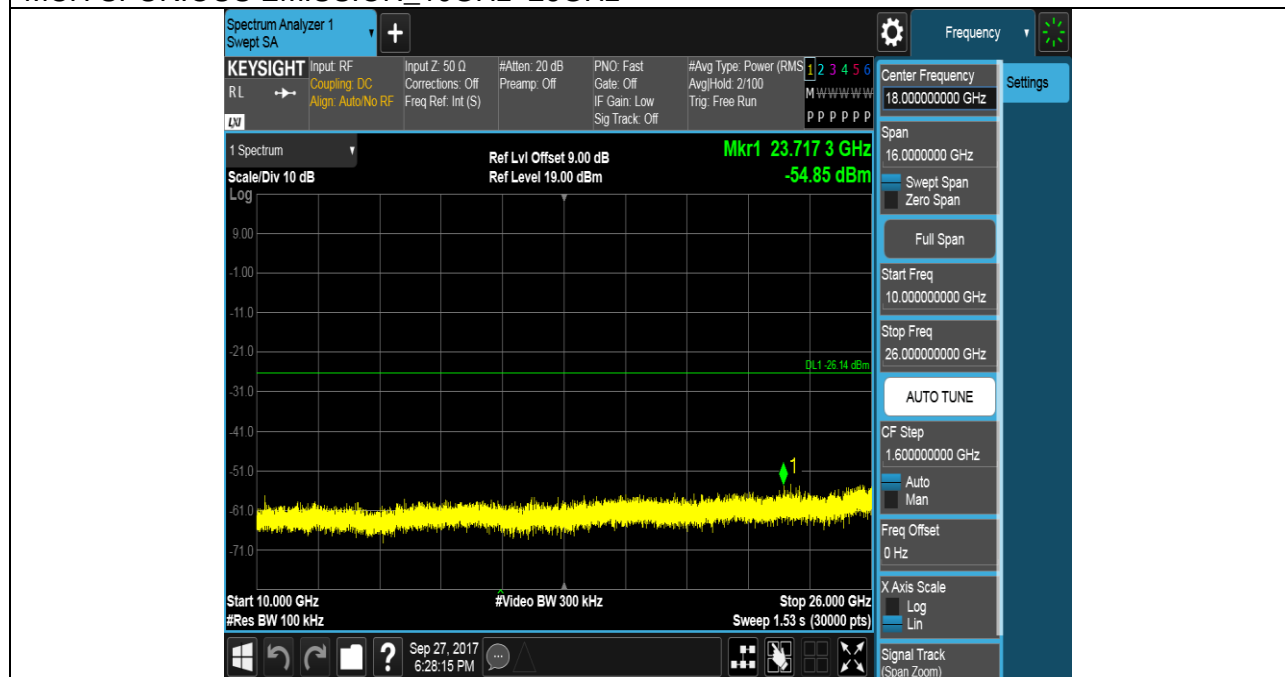 Spectrum Analyzer 1
Swept SA
+
Frequency
Settings
KEYSIGHT
RL
LXI
Input: RF
Coupling: DC
Align: Auto/No RF
Input Z: 50 Ω
Corrections: Off
Freq Ref: Int (S)
#Atten: 20 dB
Preamp: Off
PNO: Fast
Gate: Off
IF Gain: Low
Sig Track: Off
#Avg Type: Power (RMS
Avg|Hold: 2/100
Trig: Free Run
1 2 3 4 5 6
M W W W W W
P P P P P P
1 Spectrum
Scale/Div 10 dB
Log
Ref Lvl Offset 9.00 dB
Ref Level 19.00 dBm
Mkr1 23.717 3 GHz
-54.85 dBm
9.00
-1.00
-11.0
-21.0
DL1 -26.14 dBm
-31.0
-41.0
-51.0
1
-61.0
-71.0
Start 10.000 GHz
#Res BW 100 kHz
#Video BW 300 kHz
Stop 26.000 GHz
Sweep 1.53 s (30000 pts)
Center Frequency
18.000000000 GHz
Span
16.0000000 GHz
Swept Span
Zero Span
Full Span
Start Freq
10.000000000 GHz
Stop Freq
26.000000000 GHz
AUTO TUNE
CF Step
1.600000000 GHz
Auto
Man
Freq Offset
0 Hz
X Axis Scale
Log
Lin
Signal Track
(Span Zoom)
?
Sep 27, 2017
6:28:15 PM